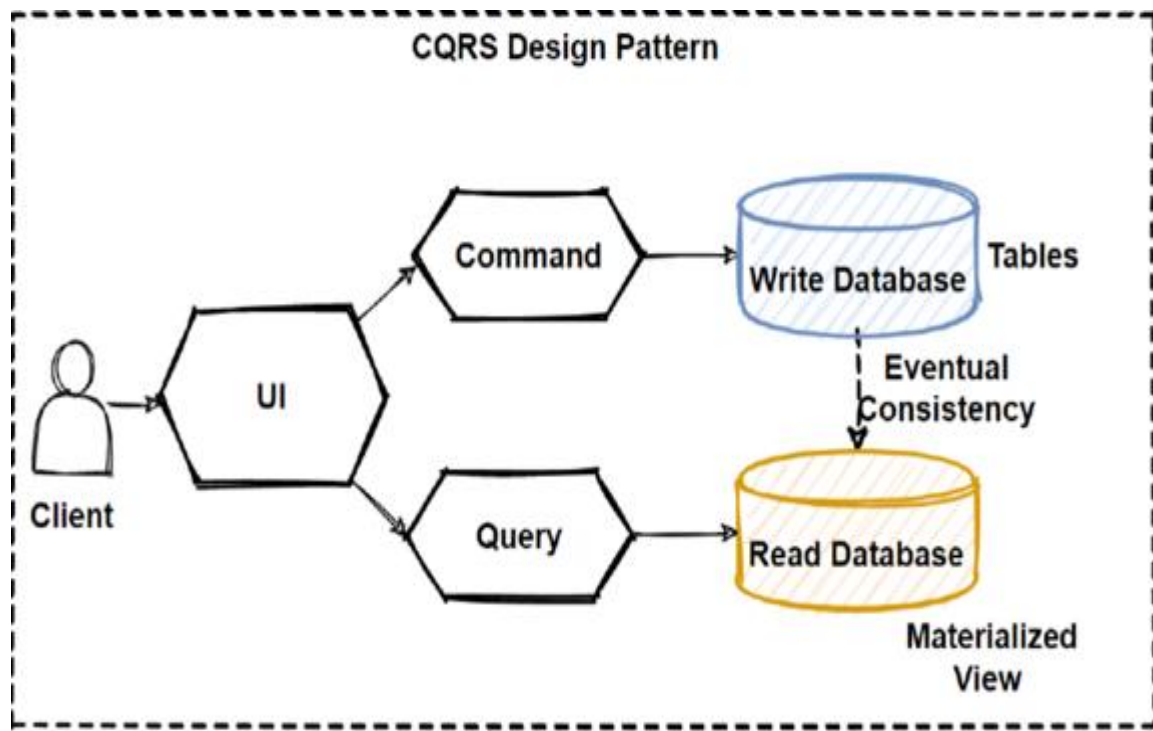 CQRS Design Pattern
Command
Write Database
Tables
UI
Eventual
Consistency
Client
Query
Read Database
Materialized
View